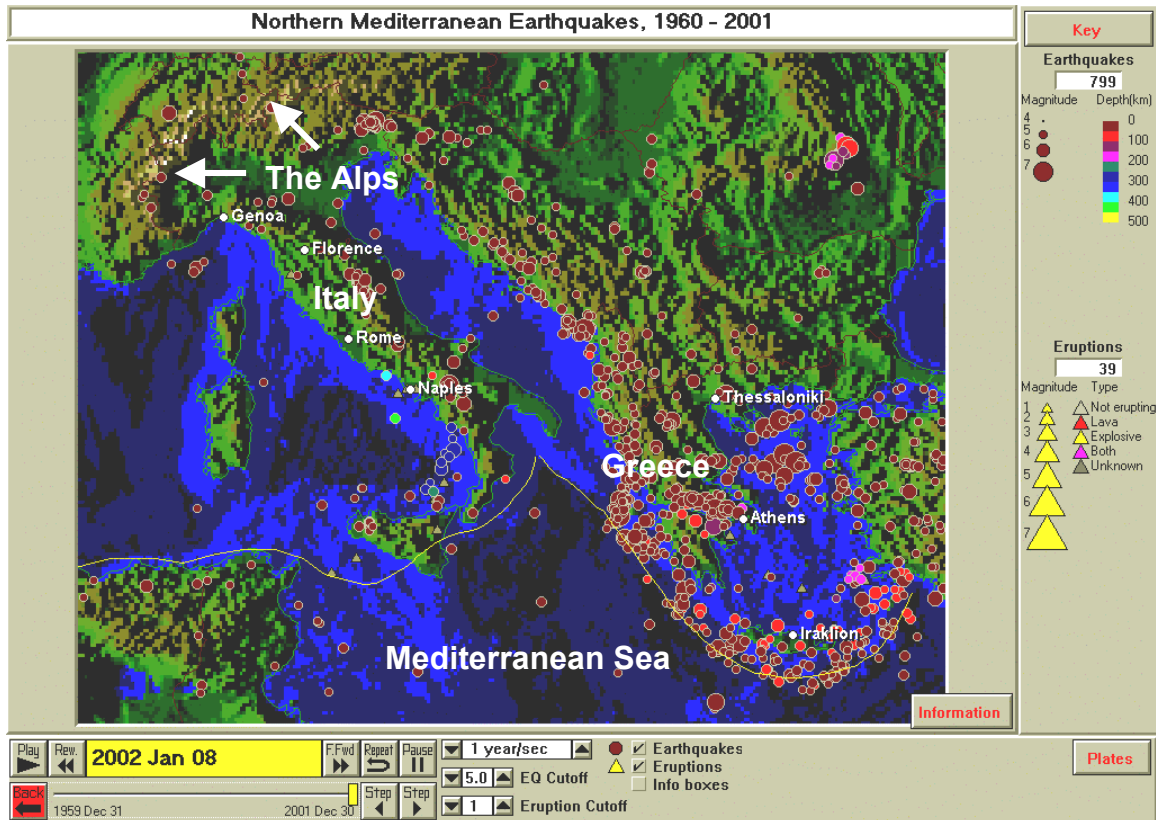 Northern Mediterranean Earthquakes, 1960 - 2001
Key
Earthquakes
799
Magnitude Depth(km)
4
5
6
7
0
100
200
300
400
500
The Alps
Genoa
Florence
Italy
Rome
Naples
Thessaloniki
Greece
Athens
Iraklion
Mediterranean Sea
Eruptions
39
Magnitude Type
1 Not erupting
2 Lava
3 Explosive
4 Both
5 Unknown
6
7
Information
Play
Rew.
2002 Jan 08
F.Fwd
Repeat
Pause
1 year/sec
Earthquakes
Eruptions
Info boxes
5.0 EQ Cutoff
1 Eruption Cutoff
Back
1959 Dec 31
2001 Dec 30
Step
Step
Plates